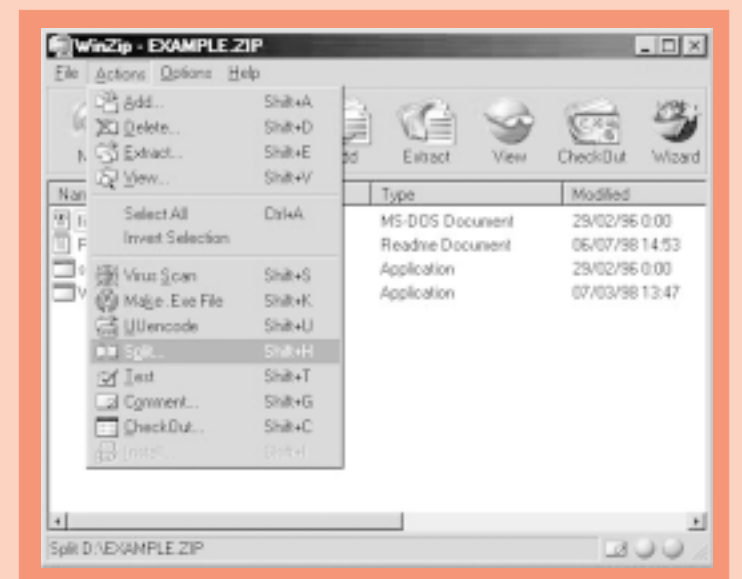 WinZip - EXAMPLE.ZIP
File Actions Options Help
Add... Shift+A
Delete... Shift+D
Extract... Shift+E
View... Shift+V
Select All Ctrl+A
Invert Selection
Virus Scan Shift+S
Make .Exe File Shift+K
UUencode Shift+U
Split... Shift+H
Test Shift+T
Comment... Shift+G
CheckOut... Shift+C
Install... Shift+I
Extract View CheckOut Wizard
Type Modified
MS-DOS Document 29/02/96 0:00
Readme Document 06/07/98 14:53
Application 29/02/96 0:00
Application 07/03/98 13:47
Split D:\EXAMPLE.ZIP